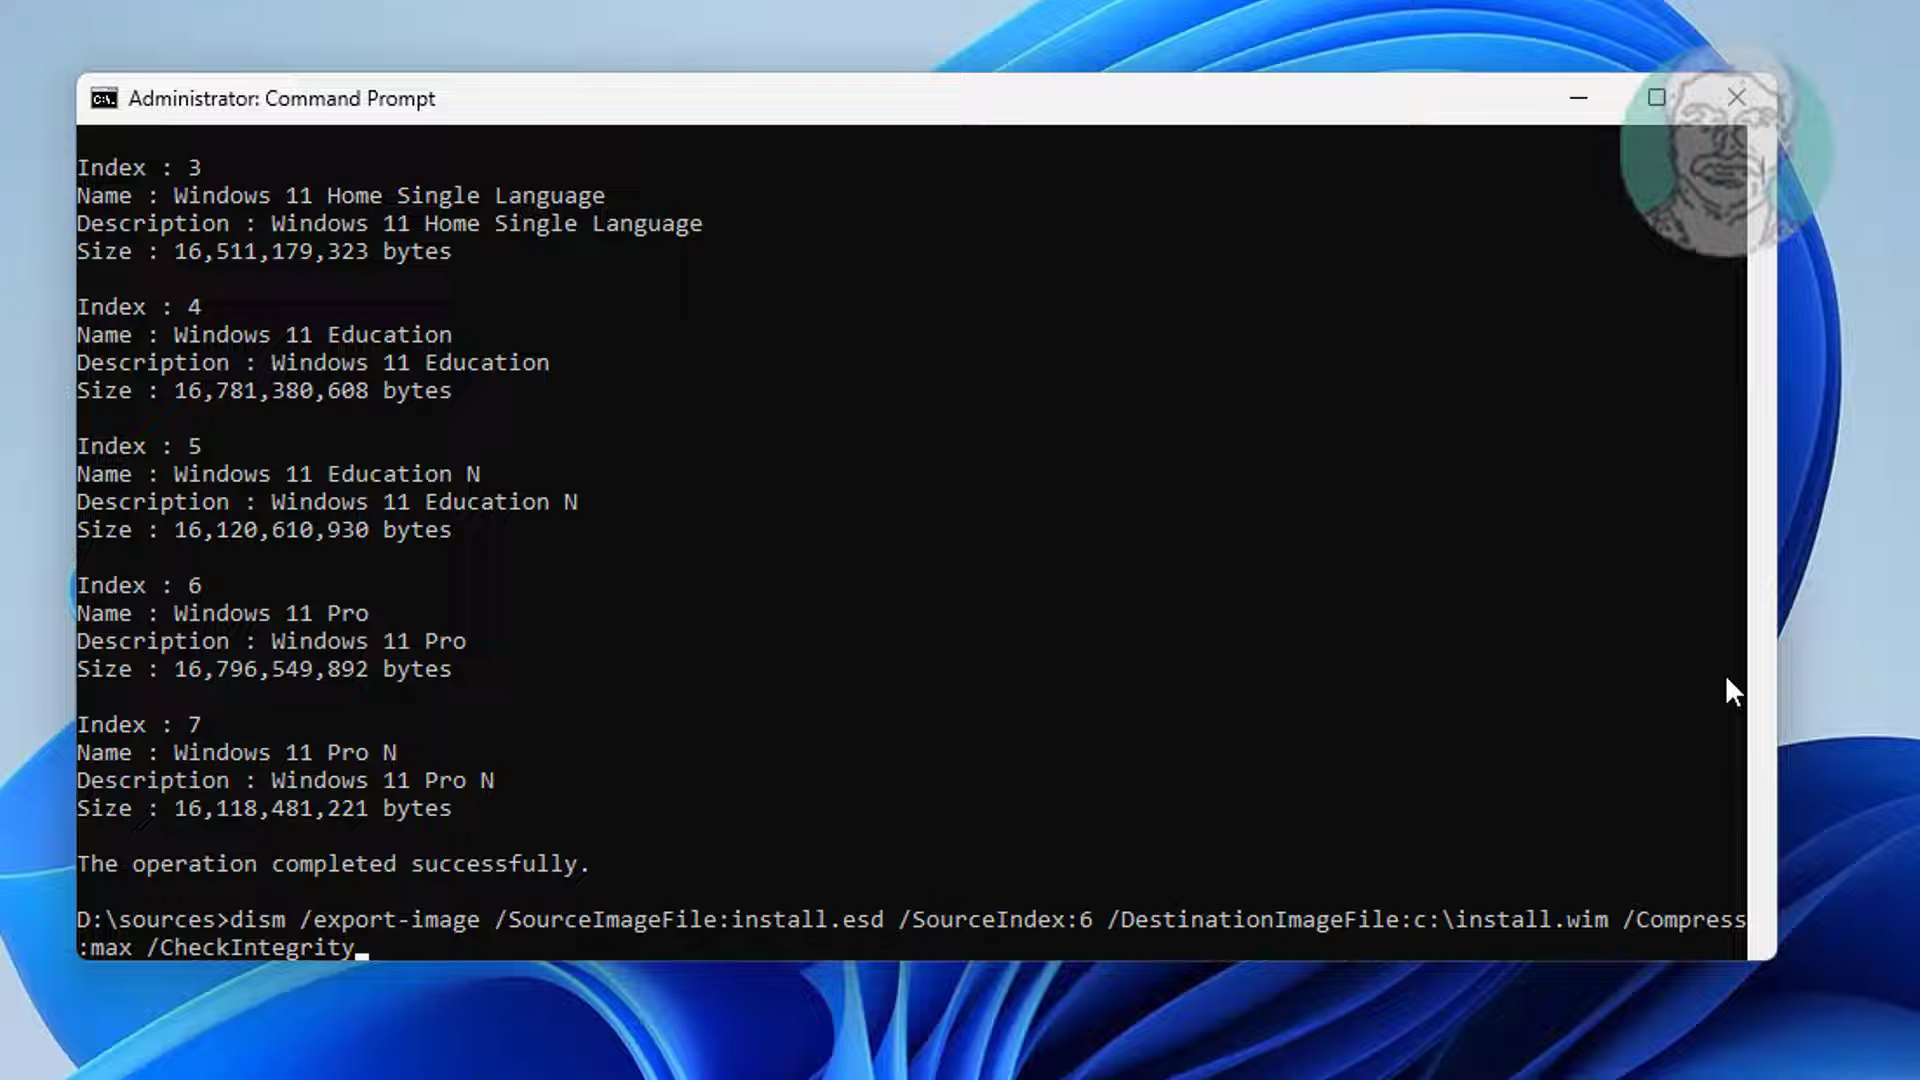 Administrator: Command Prompt
Index : 3
Name : Windows 11 Home Single Language
Description : Windows 11 Home Single Language
Size : 16,511,179,323 bytes
Index : 4
Name : Windows 11 Education
Description : Windows 11 Education
Size : 16,781,380,608 bytes
Index : 5
Name : Windows 11 Education N
Description : Windows 11 Education N
Size : 16,120,610,930 bytes
Index : 6
Name : Windows 11 Pro
Description : Windows 11 Pro
Size : 16,796,549,892 bytes
Index : 7
Name : Windows 11 Pro N
Description : Windows 11 Pro N
Size : 16,118,481,221 bytes
The operation completed successfully.
D:\sources>dism /export-image /SourceImageFile:install.esd /SourceIndex:6 /DestinationImageFile:c:\install.wim /Compress
:max /CheckIntegrity